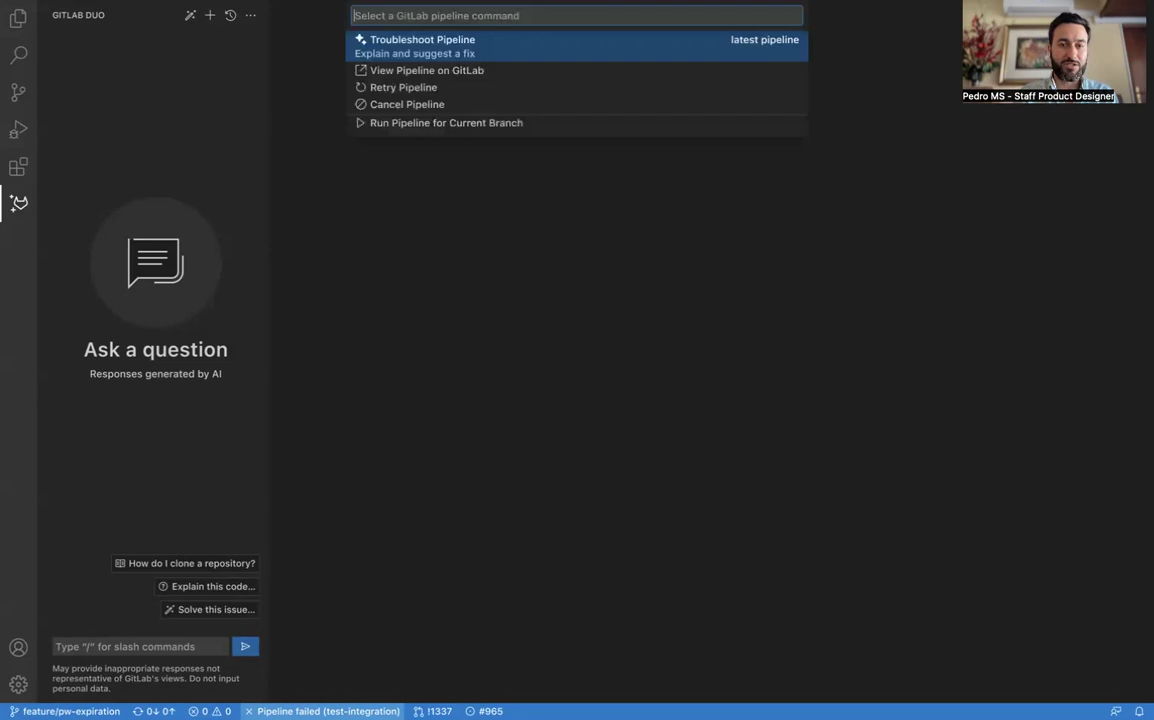 GITLAB DUO
Select a GitLab pipeline command
Troubleshoot Pipeline latest pipeline
Explain and suggest a fix
View Pipeline on GitLab
Retry Pipeline
Cancel Pipeline
Run Pipeline for Current Branch
Pedro MS - Staff Product Designer
Ask a question
Responses generated by AI
How do I clone a repository?
Explain this code...
Solve this issue...
Type "/" for slash commands
May provide inappropriate responses not
representative of GitLab's views. Do not input
personal data.
feature/pw-expiration 0↓ 0↑ 0 0 Pipeline failed (test-integration) !1337 #965